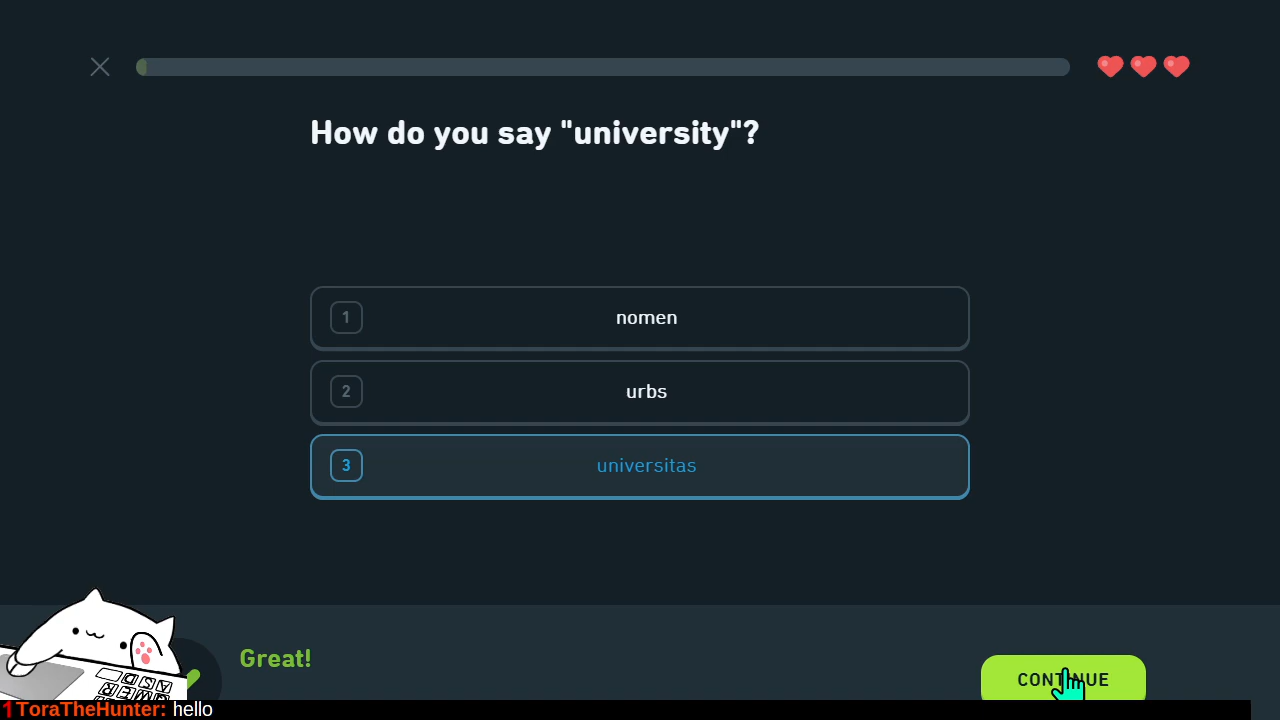 How do you say "university"?
1
nomen
2
urbs
3
universitas
Great!
CONTINUE
1 ToraTheHunter: hello